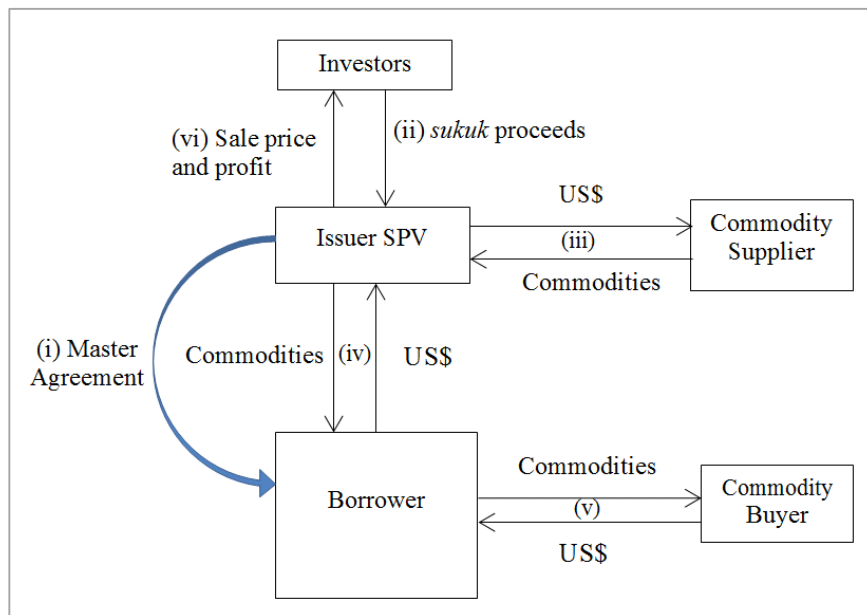 Investors
(vi) Sale price
and profit
(ii) sukuk proceeds
US$
Issuer SPV
(iii)
Commodity
Supplier
Commodities
(i) Master
Agreement
Commodities
(iv)
US$
Borrower
Commodities
(v)
US$
Commodity
Buyer